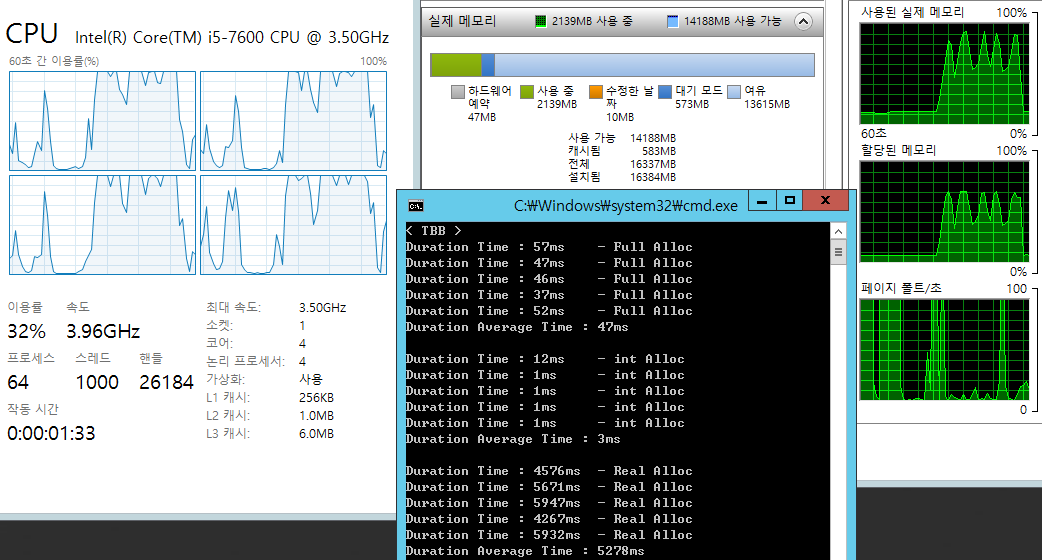 CPU Intel(R) Core(TM) i5-7600 CPU @ 3.50GHz
60초 간 이용률(%) 100%
이용률 속도
32% 3.96GHz
프로세스 스레드 핸들
64 1000 26184
작동 시간
0:00:01:33
최대 속도: 3.50GHz
소켓: 1
코어: 4
논리 프로세서: 4
가상화: 사용
L1 캐시: 256KB
L2 캐시: 1.0MB
L3 캐시: 6.0MB
실제 메모리 2139MB 사용 중 14188MB 사용 가능
하드웨어 예약 47MB
사용 중 2139MB
수정한 날짜 10MB
대기 모드 573MB
여유 13615MB
사용 가능 14188MB
캐시됨 583MB
전체 16337MB
설치됨 16384MB
C:₩Windows₩system32₩cmd.exe
< TBB >
Duration Time : 57ms - Full Alloc
Duration Time : 47ms - Full Alloc
Duration Time : 46ms - Full Alloc
Duration Time : 37ms - Full Alloc
Duration Time : 52ms - Full Alloc
Duration Average Time : 47ms
Duration Time : 12ms - int Alloc
Duration Time : 1ms - int Alloc
Duration Time : 1ms - int Alloc
Duration Time : 1ms - int Alloc
Duration Time : 1ms - int Alloc
Duration Average Time : 3ms
Duration Time : 4576ms - Real Alloc
Duration Time : 5671ms - Real Alloc
Duration Time : 5947ms - Real Alloc
Duration Time : 4267ms - Real Alloc
Duration Time : 5932ms - Real Alloc
Duration Average Time : 5278ms
사용된 실제 메모리 100%
60초 0%
할당된 메모리 100%
0%
페이지 폴트/초 100
0